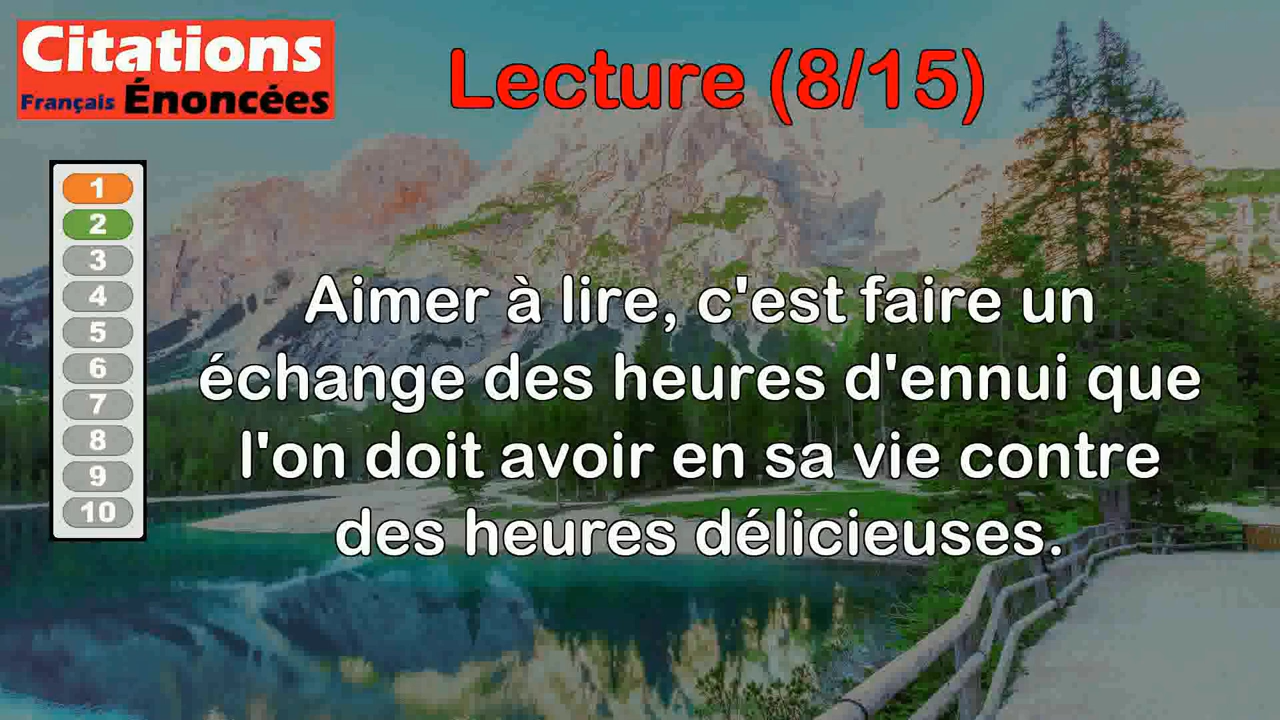 Citations
Français Énoncées
Lecture (8/15)
1
2
3
4
5
6
7
8
9
10
Aimer à lire, c'est faire un
échange des heures d'ennui que
l'on doit avoir en sa vie contre
des heures délicieuses.